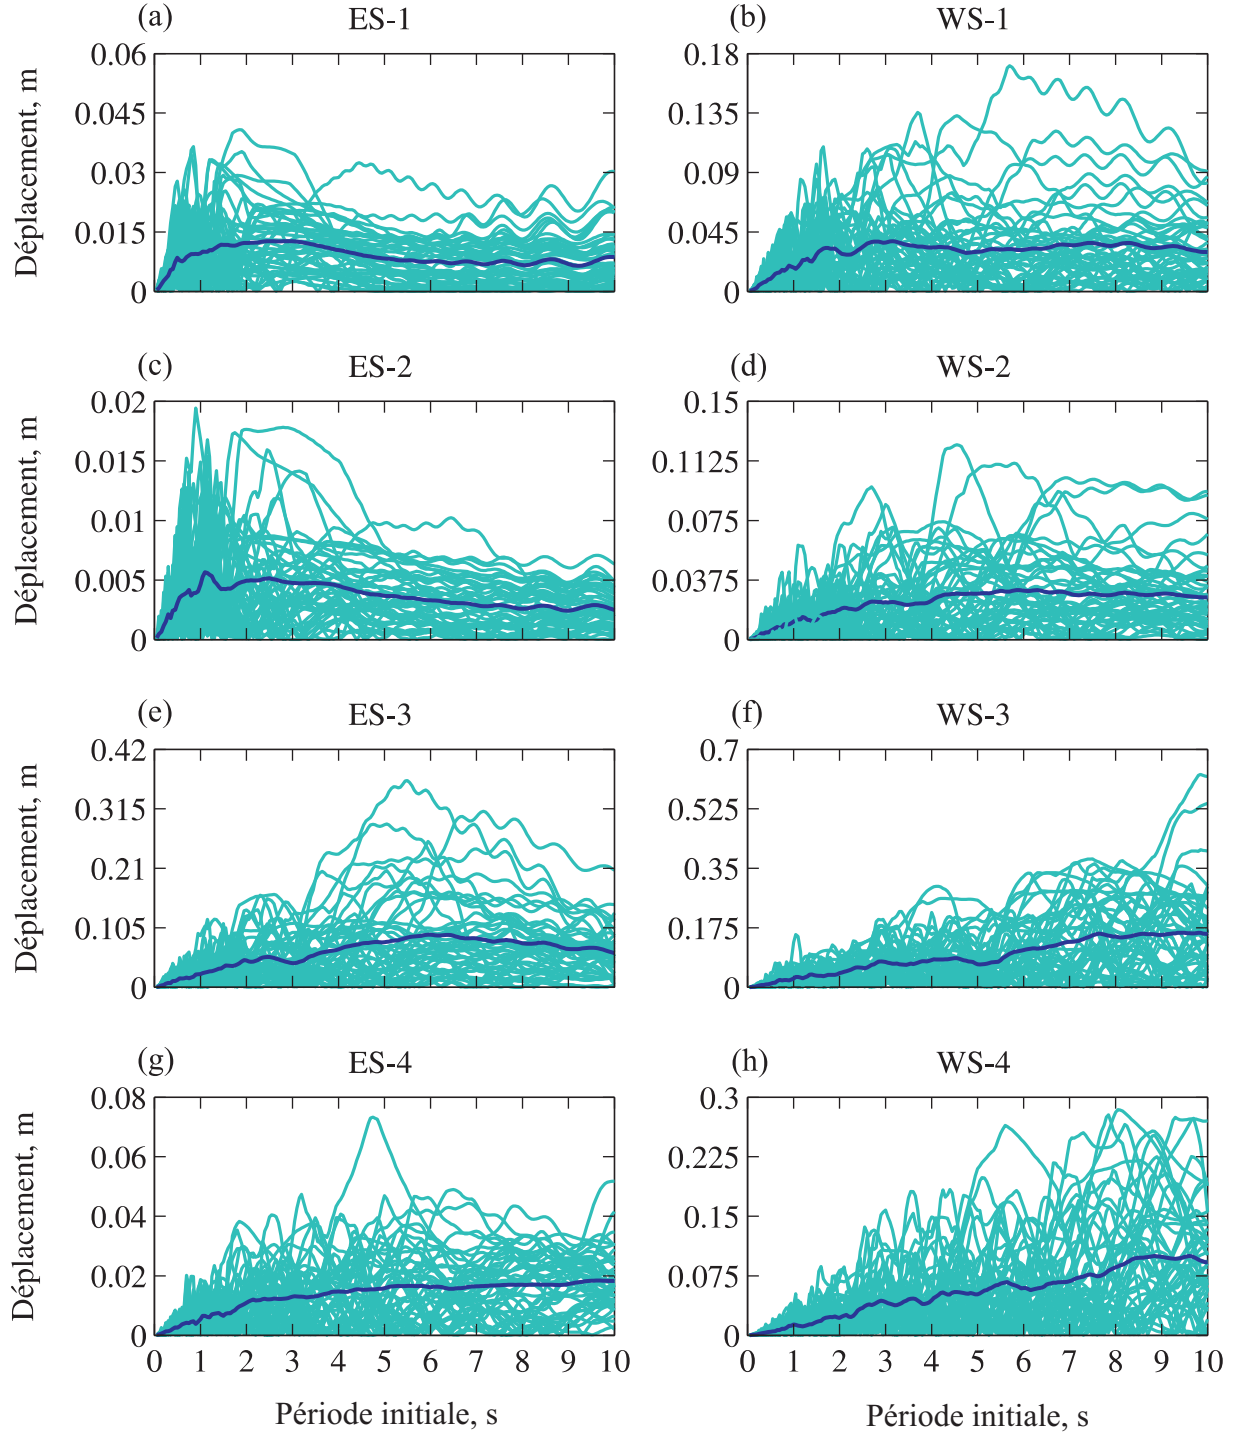 (a) ES-1
0.06
0.045
0.03
0.015
0
Déplacement, m
(b) WS-1
0.18
0.135
0.09
0.045
0
(c) ES-2
0.02
0.015
0.01
0.005
0
Déplacement, m
(d) WS-2
0.15
0.1125
0.075
0.0375
0
(e) ES-3
0.42
0.315
0.21
0.105
0
Déplacement, m
(f) WS-3
0.7
0.525
0.35
0.175
0
(g) ES-4
0.08
0.06
0.04
0.02
0
Déplacement, m
0 1 2 3 4 5 6 7 8 9 10
Période initiale, s
(h) WS-4
0.3
0.225
0.15
0.075
0
0 1 2 3 4 5 6 7 8 9 10
Période initiale, s